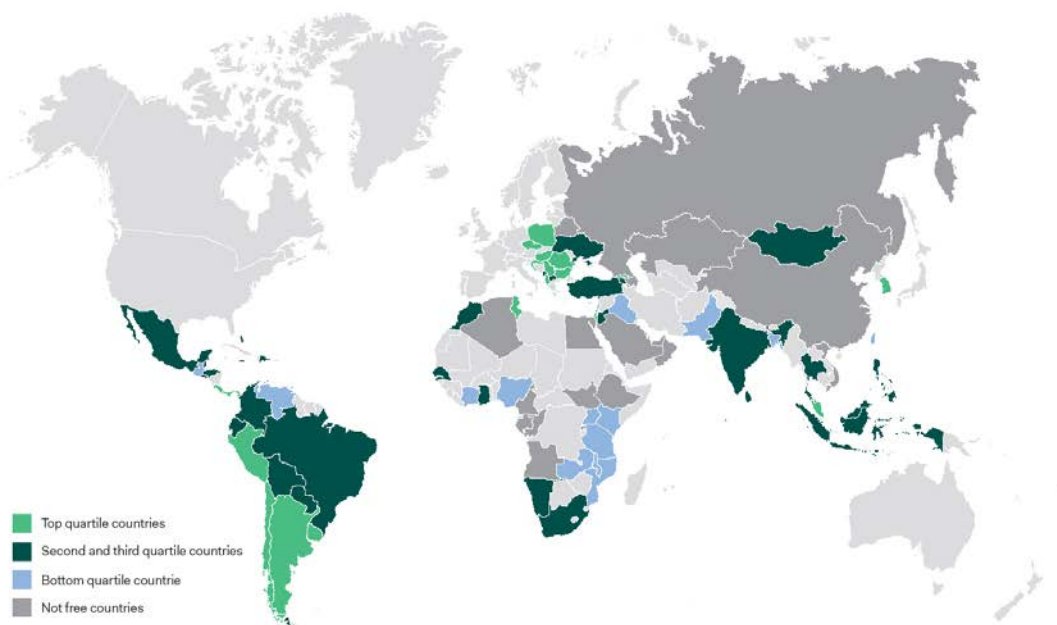 Top quartile countries
Second and third quartile countries
Bottom quartile countrie
Not free countries